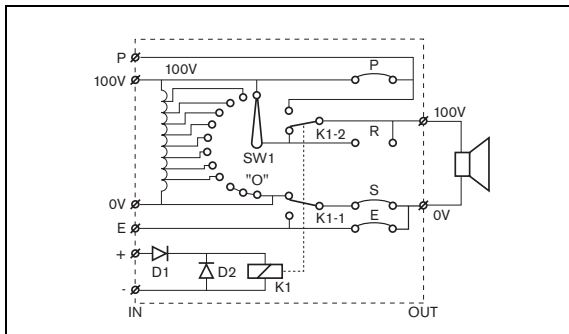 P
100V
100V
P
100V
K1-2
R
SW1
"O"
S
0V
K1-1
E
0V
E
+
D1
D2
K1
-
IN
OUT